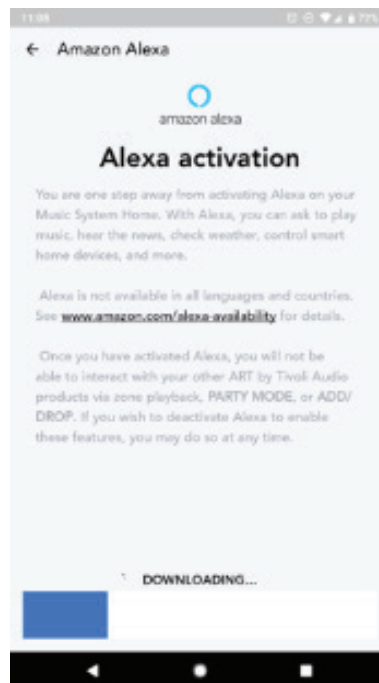 11:08
77%
← Amazon Alexa
amazon alexa
Alexa activation
You are one step away from activating Alexa on your
Music System Home. With Alexa, you can ask to play
music, hear the news, check weather, control smart
home devices, and more.
Alexa is not available in all languages and countries.
See www.amazon.com/alexa-availability for details.
Once you have activated Alexa, you will not be
able to interact with your other ART by Tivoli Audio
products via zone playback, PARTY MODE, or ADD/
DROP. If you wish to deactivate Alexa to enable
these features, you may do so at any time.
DOWNLOADING...